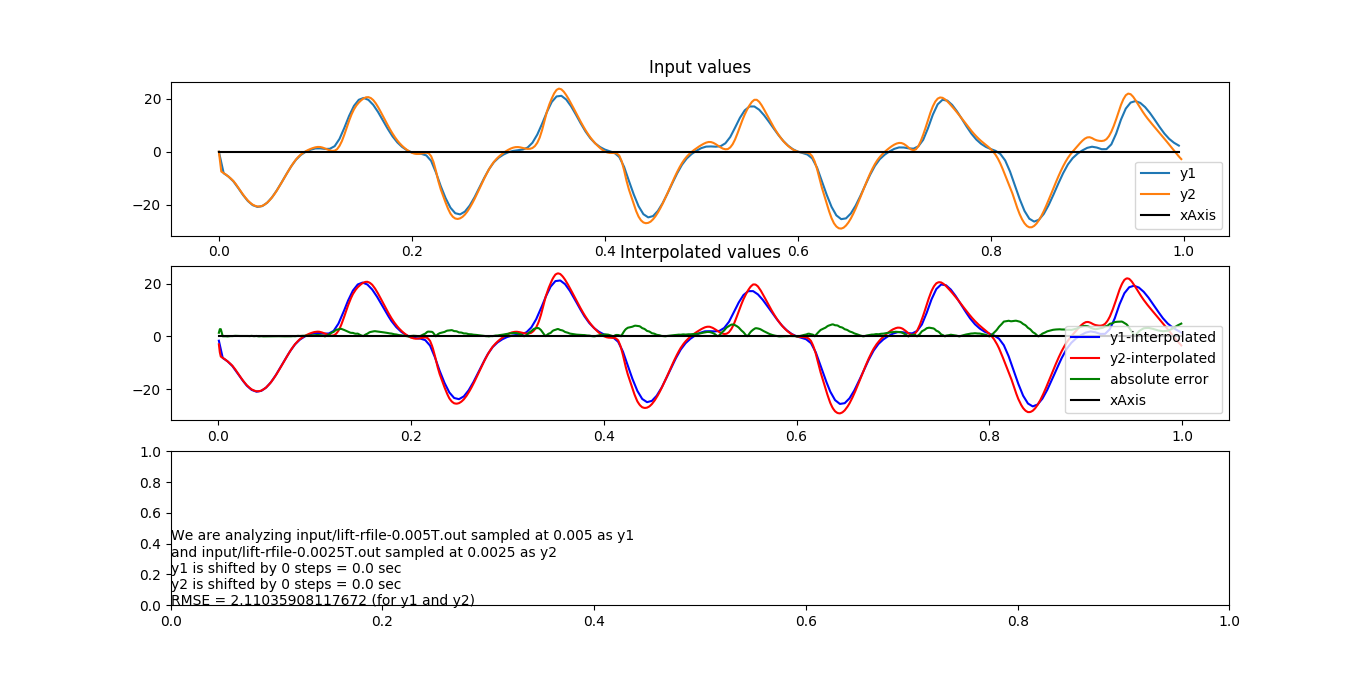 Input values
20
0
−20
y1
y2
xAxis
0.0 0.2 0.4 0.6 0.8 1.0
Interpolated values
20
0
−20
y1-interpolated
y2-interpolated
absolute error
xAxis
0.0 0.2 0.4 0.6 0.8 1.0
1.0
0.8
0.6
0.4
0.2
0.0
We are analyzing input/lift-rfile-0.005T.out sampled at 0.005 as y1
and input/lift-rfile-0.0025T.out sampled at 0.0025 as y2
y1 is shifted by 0 steps = 0.0 sec
y2 is shifted by 0 steps = 0.0 sec
RMSE = 2.11035908117672 (for y1 and y2)
0.0 0.2 0.4 0.6 0.8 1.0